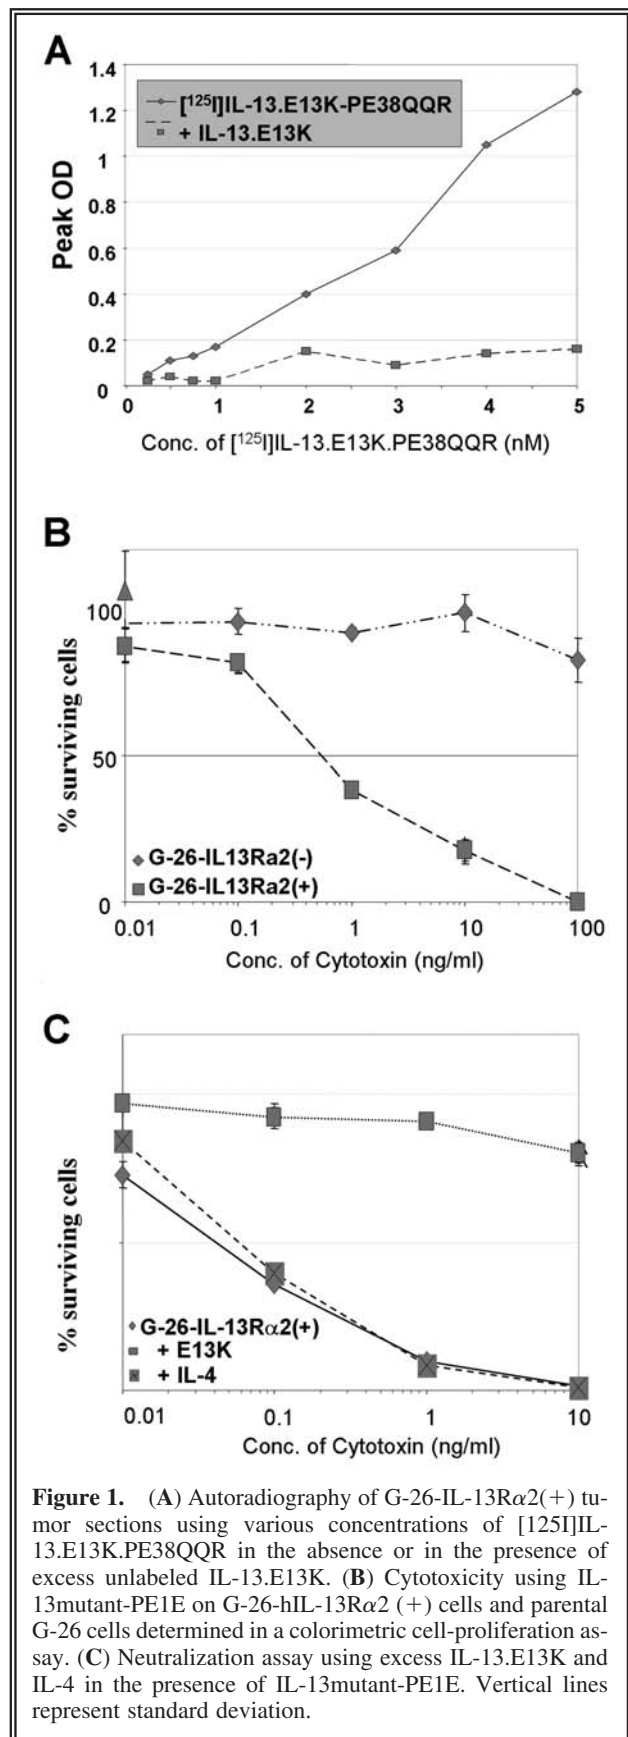 A
1.4
1.2
1
0.8
0.6
0.4
0.2
0
Peak OD
[¹²⁵I]IL-13.E13K-PE38QQR
+ IL-13.E13K
0 1 2 3 4 5
Conc. of [¹²⁵I]IL-13.E13K.PE38QQR (nM)
B
100
50
0
% surviving cells
G-26-IL13Ra2(-)
G-26-IL13Ra2(+)
0.01 0.1 1 10 100
Conc. of Cytotoxin (ng/ml)
C
% surviving cells
G-26-IL-13Rα2(+)
+ E13K
+ IL-4
0.01 0.1 1 10
Conc. of Cytotoxin (ng/ml)
Figure 1. (A) Autoradiography of G-26-IL-13Rα2(+) tu-
mor sections using various concentrations of [125I]IL-
13.E13K.PE38QQR in the absence or in the presence of
excess unlabeled IL-13.E13K. (B) Cytotoxicity using IL-
13mutant-PE1E on G-26-hIL-13Rα2 (+) cells and parental
G-26 cells determined in a colorimetric cell-proliferation as-
say. (C) Neutralization assay using excess IL-13.E13K and
IL-4 in the presence of IL-13mutant-PE1E. Vertical lines
represent standard deviation.